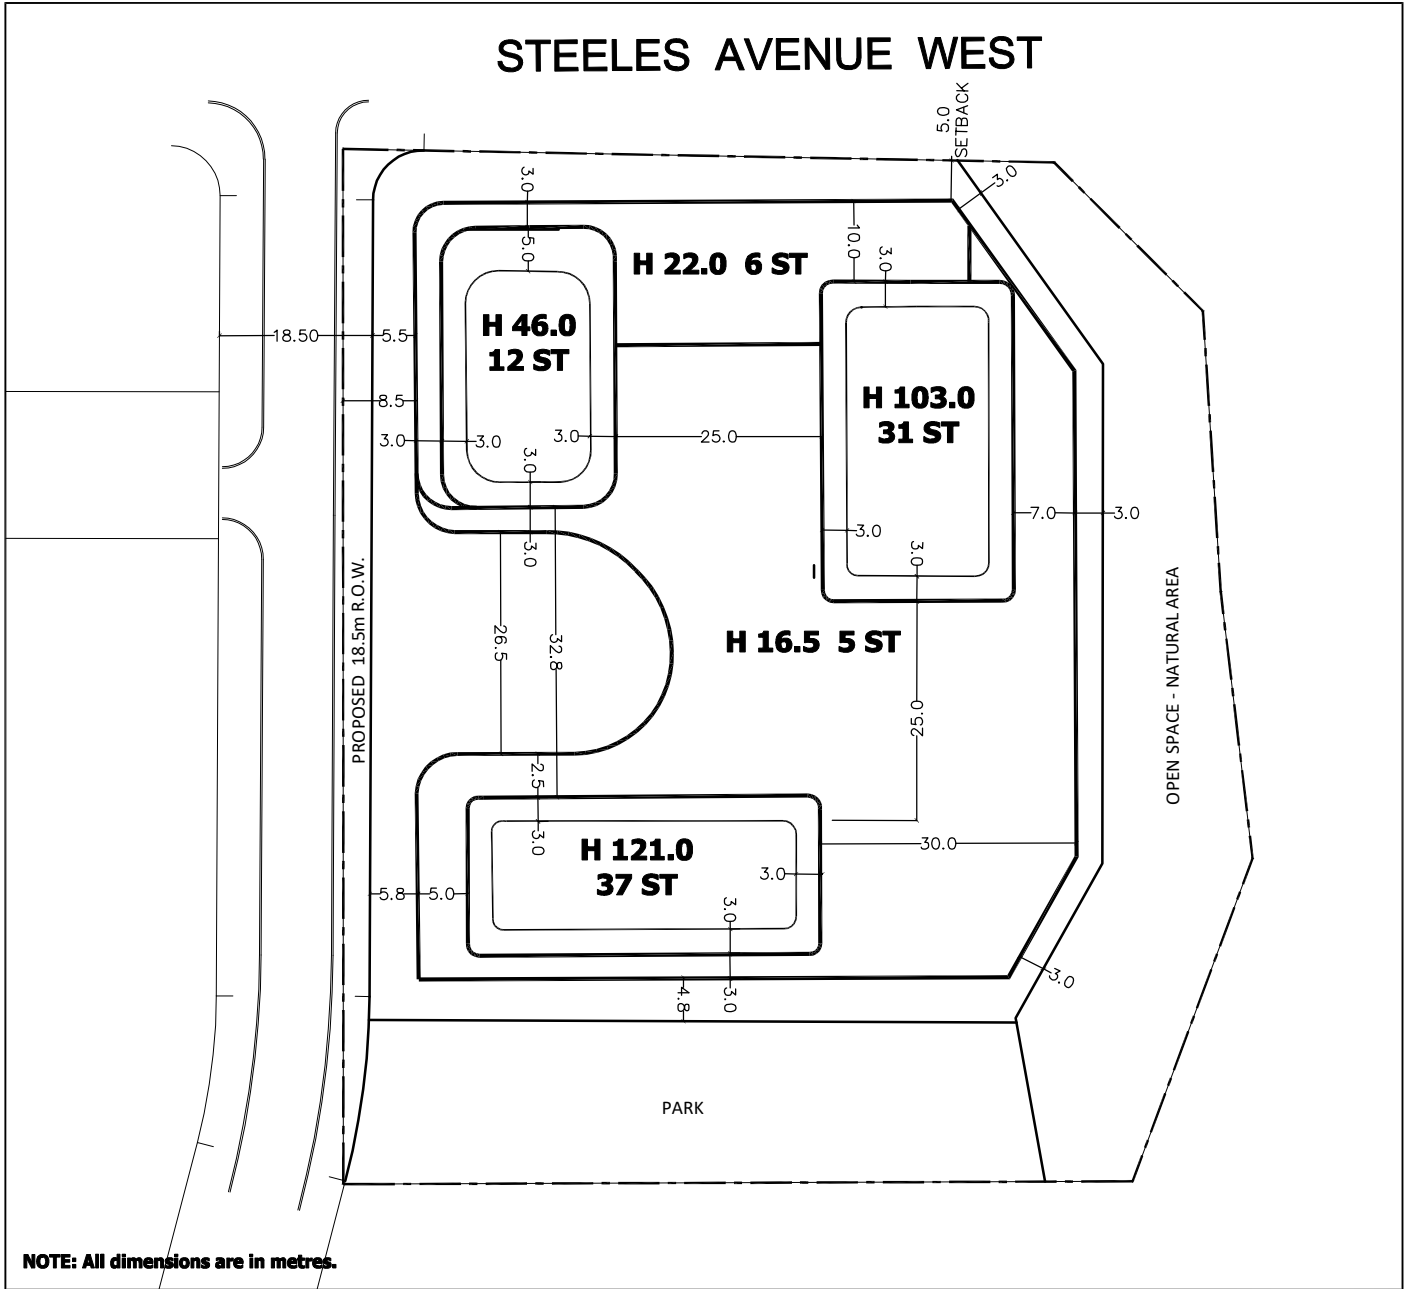 STEELES AVENUE WEST
5.0
SETBACK
3.0
3.0
5.0
10.0
3.0
H 22.0 6 ST
H 46.0
12 ST
18.50
5.5
8.5
3.0
3.0
3.0
25.0
3.0
H 103.0
31 ST
3.0
7.0
3.0
3.0
3.0
PROPOSED 18.5m R.O.W.
26.5
32.8
H 16.5 5 ST
25.0
OPEN SPACE - NATURAL AREA
2.5
3.0
H 121.0
37 ST
30.0
3.0
5.8
5.0
3.0
3.0
4.8
3.0
PARK
NOTE: All dimensions are in metres.